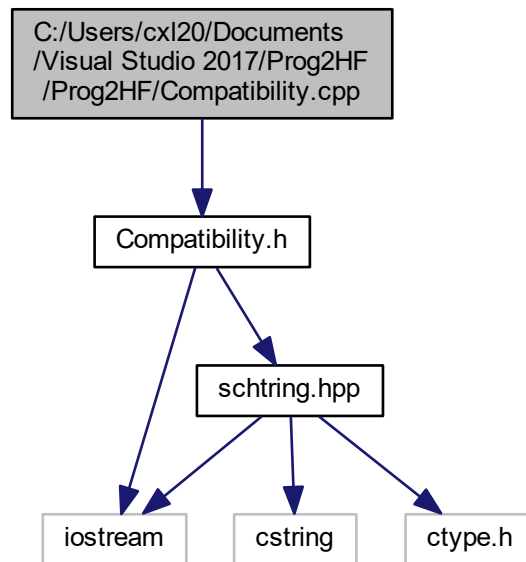 C:/Users/cxl20/Documents
/Visual Studio 2017/Prog2HF
/Prog2HF/Compatibility.cpp
Compatibility.h
schtring.hpp
iostream
cstring
ctype.h